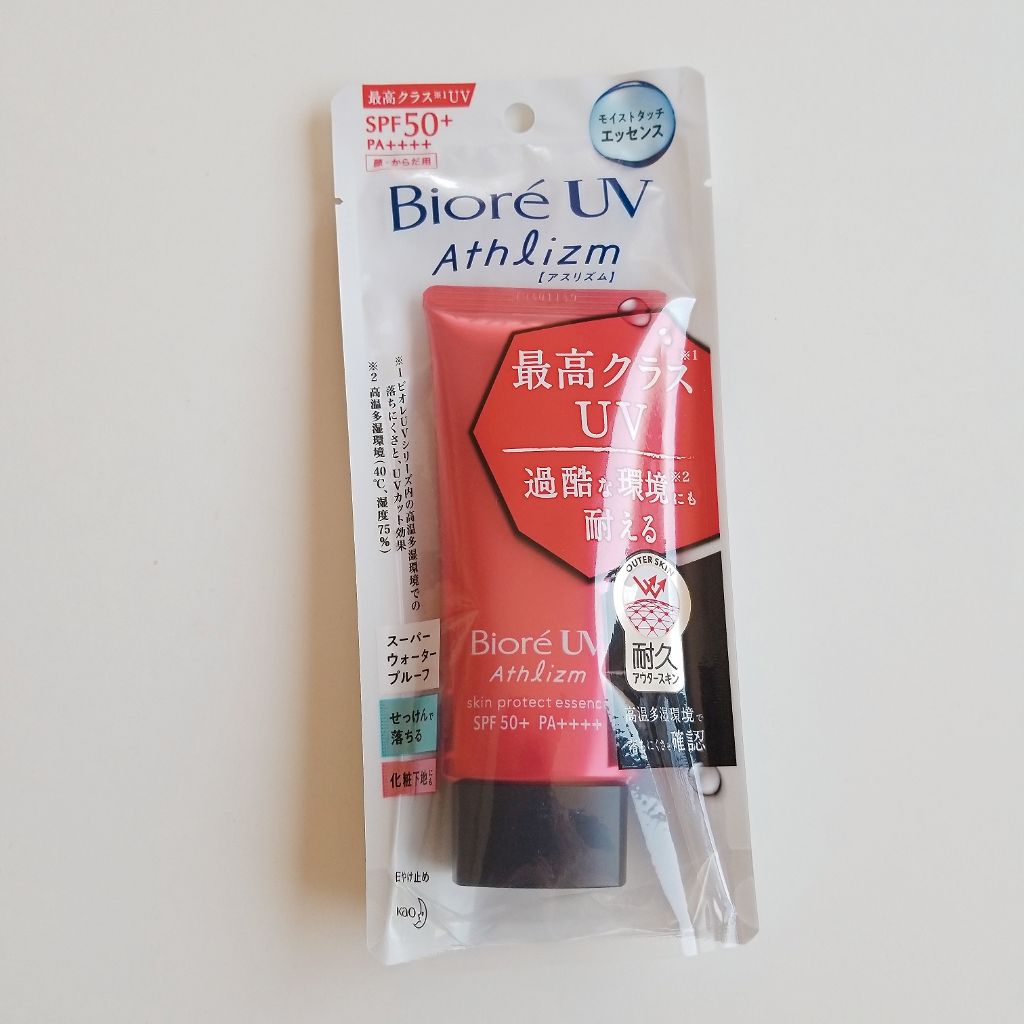 最高クラス※1UV
SPF50+
PA++++
顔・からだ用
モイストタッチ
エッセンス
Bioré UV
Athlizm
【アスリズム】
最高クラス※1
UV
過酷な環境※2にも
耐える
※1 ビオレUVシリーズ内の高温多湿環境での
落ちにくさと、UVカット効果
※2 高温多湿環境(40℃、湿度75%)
OUTER SKIN
耐久
アウタースキン
高温多湿環境で
確認
スーパー
ウォーター
プルーフ
せっけんで
落ちる
化粧下地にも
Bioré UV
Athlizm
skin protect essence
SPF 50+ PA++++
日やけ止め
Kao